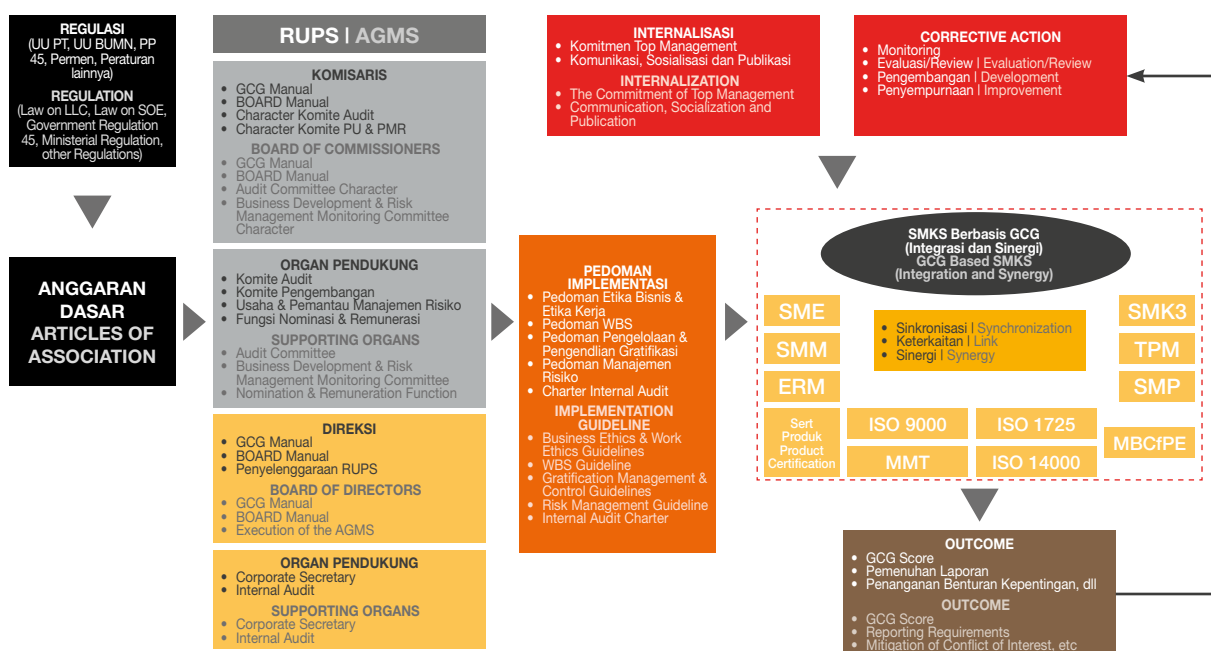 REGULASI
(UU PT, UU BUMN, PP
45, Permen, Peraturan
lainnya)
REGULATION
(Law on LLC, Law on SOE,
Government Regulation
45, Ministerial Regulation,
other Regulations)
ANGGARAN
DASAR
ARTICLES OF
ASSOCIATION
RUPS | AGMS
KOMISARIS
• GCG Manual
• BOARD Manual
• Character Komite Audit
• Character Komite PU & PMR
BOARD OF COMMISSIONERS
• GCG Manual
• BOARD Manual
• Audit Committee Character
• Business Development & Risk
Management Monitoring Committee
Character
ORGAN PENDUKUNG
• Komite Audit
• Komite Pengembangan
• Usaha & Pemantau Manajemen Risiko
• Fungsi Nominasi & Remunerasi
SUPPORTING ORGANS
• Audit Committee
• Business Development & Risk
Management Monitoring Committee
• Nomination & Remuneration Function
DIREKSI
• GCG Manual
• BOARD Manual
• Penyelenggaraan RUPS
BOARD OF DIRECTORS
• GCG Manual
• BOARD Manual
• Execution of the AGMS
ORGAN PENDUKUNG
• Corporate Secretary
• Internal Audit
SUPPORTING ORGANS
• Corporate Secretary
• Internal Audit
PEDOMAN
IMPLEMENTASI
• Pedoman Etika Bisnis &
Etika Kerja
• Pedoman WBS
• Pedoman Pengelolaan &
Pengendlian Gratifikasi
• Pedoman Manajemen
Risiko
• Charter Internal Audit
IMPLEMENTATION
GUIDELINE
• Business Ethics & Work
Ethics Guidelines
• WBS Guideline
• Gratification Management &
Control Guidelines
• Risk Management Guideline
• Internal Audit Charter
INTERNALISASI
• Komitmen Top Management
• Komunikasi, Sosialisasi dan Publikasi
INTERNALIZATION
• The Commitment of Top Management
• Communication, Socialization and
Publication
CORRECTIVE ACTION
• Monitoring
• Evaluasi/Review | Evaluation/Review
• Pengembangan | Development
• Penyempurnaan | Improvement
SMKS Berbasis GCG
(Integrasi dan Sinergi)
GCG Based SMKS
(Integration and Synergy)
SME
SMM
ERM
• Sinkronisasi | Synchronization
• Keterkaitan | Link
• Sinergi | Synergy
SMK3
TPM
SMP
Sert
Produk
Product
Certification
ISO 9000
ISO 1725
MMT
ISO 14000
MBCfPE
OUTCOME
• GCG Score
• Pemenuhan Laporan
• Penanganan Benturan Kepentingan, dll
OUTCOME
• GCG Score
• Reporting Requirements
• Mitigation of Conflict of Interest, etc